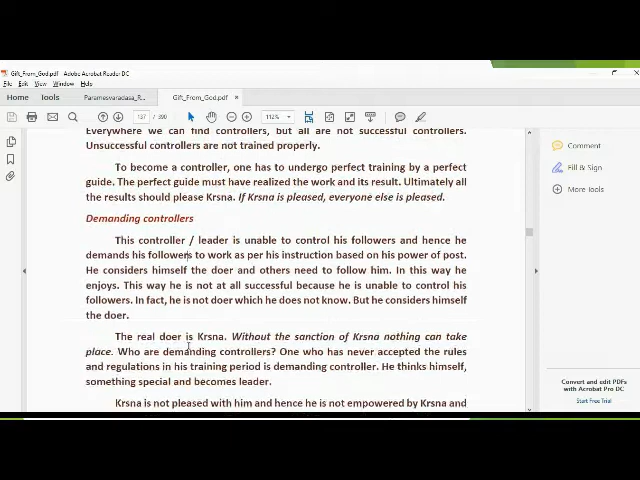 Gift_From_God.pdf - Adobe Acrobat Reader DC
File Edit View Window Help
Home Tools Paramesvaradasa_R... Gift_From_God.pdf ×
137 / 390 112%
Everywhere we can find controllers, but all are not successful controllers.
Unsuccessful controllers are not trained properly.
To become a controller, one has to undergo perfect training by a perfect
guide. The perfect guide must have realized the work and its result. Ultimately all
the results should please Krsna. If Krsna is pleased, everyone else is pleased.
Demanding controllers
This controller / leader is unable to control his followers and hence he
demands his followers to work as per his instruction based on his power of post.
He considers himself the doer and others need to follow him. In this way he
enjoys. This way he is not at all successful because he is unable to control his
followers. In fact, he is not doer which he does not know. But he considers himself
the doer.
The real doer is Krsna. Without the sanction of Krsna nothing can take
place. Who are demanding controllers? One who has never accepted the rules
and regulations in his training period is demanding controller. He thinks himself,
something special and becomes leader.
Krsna is not pleased with him and hence he is not empowered by Krsna and
Comment
Fill & Sign
More Tools
Convert and edit PDFs
with Acrobat Pro DC
Start Free Trial